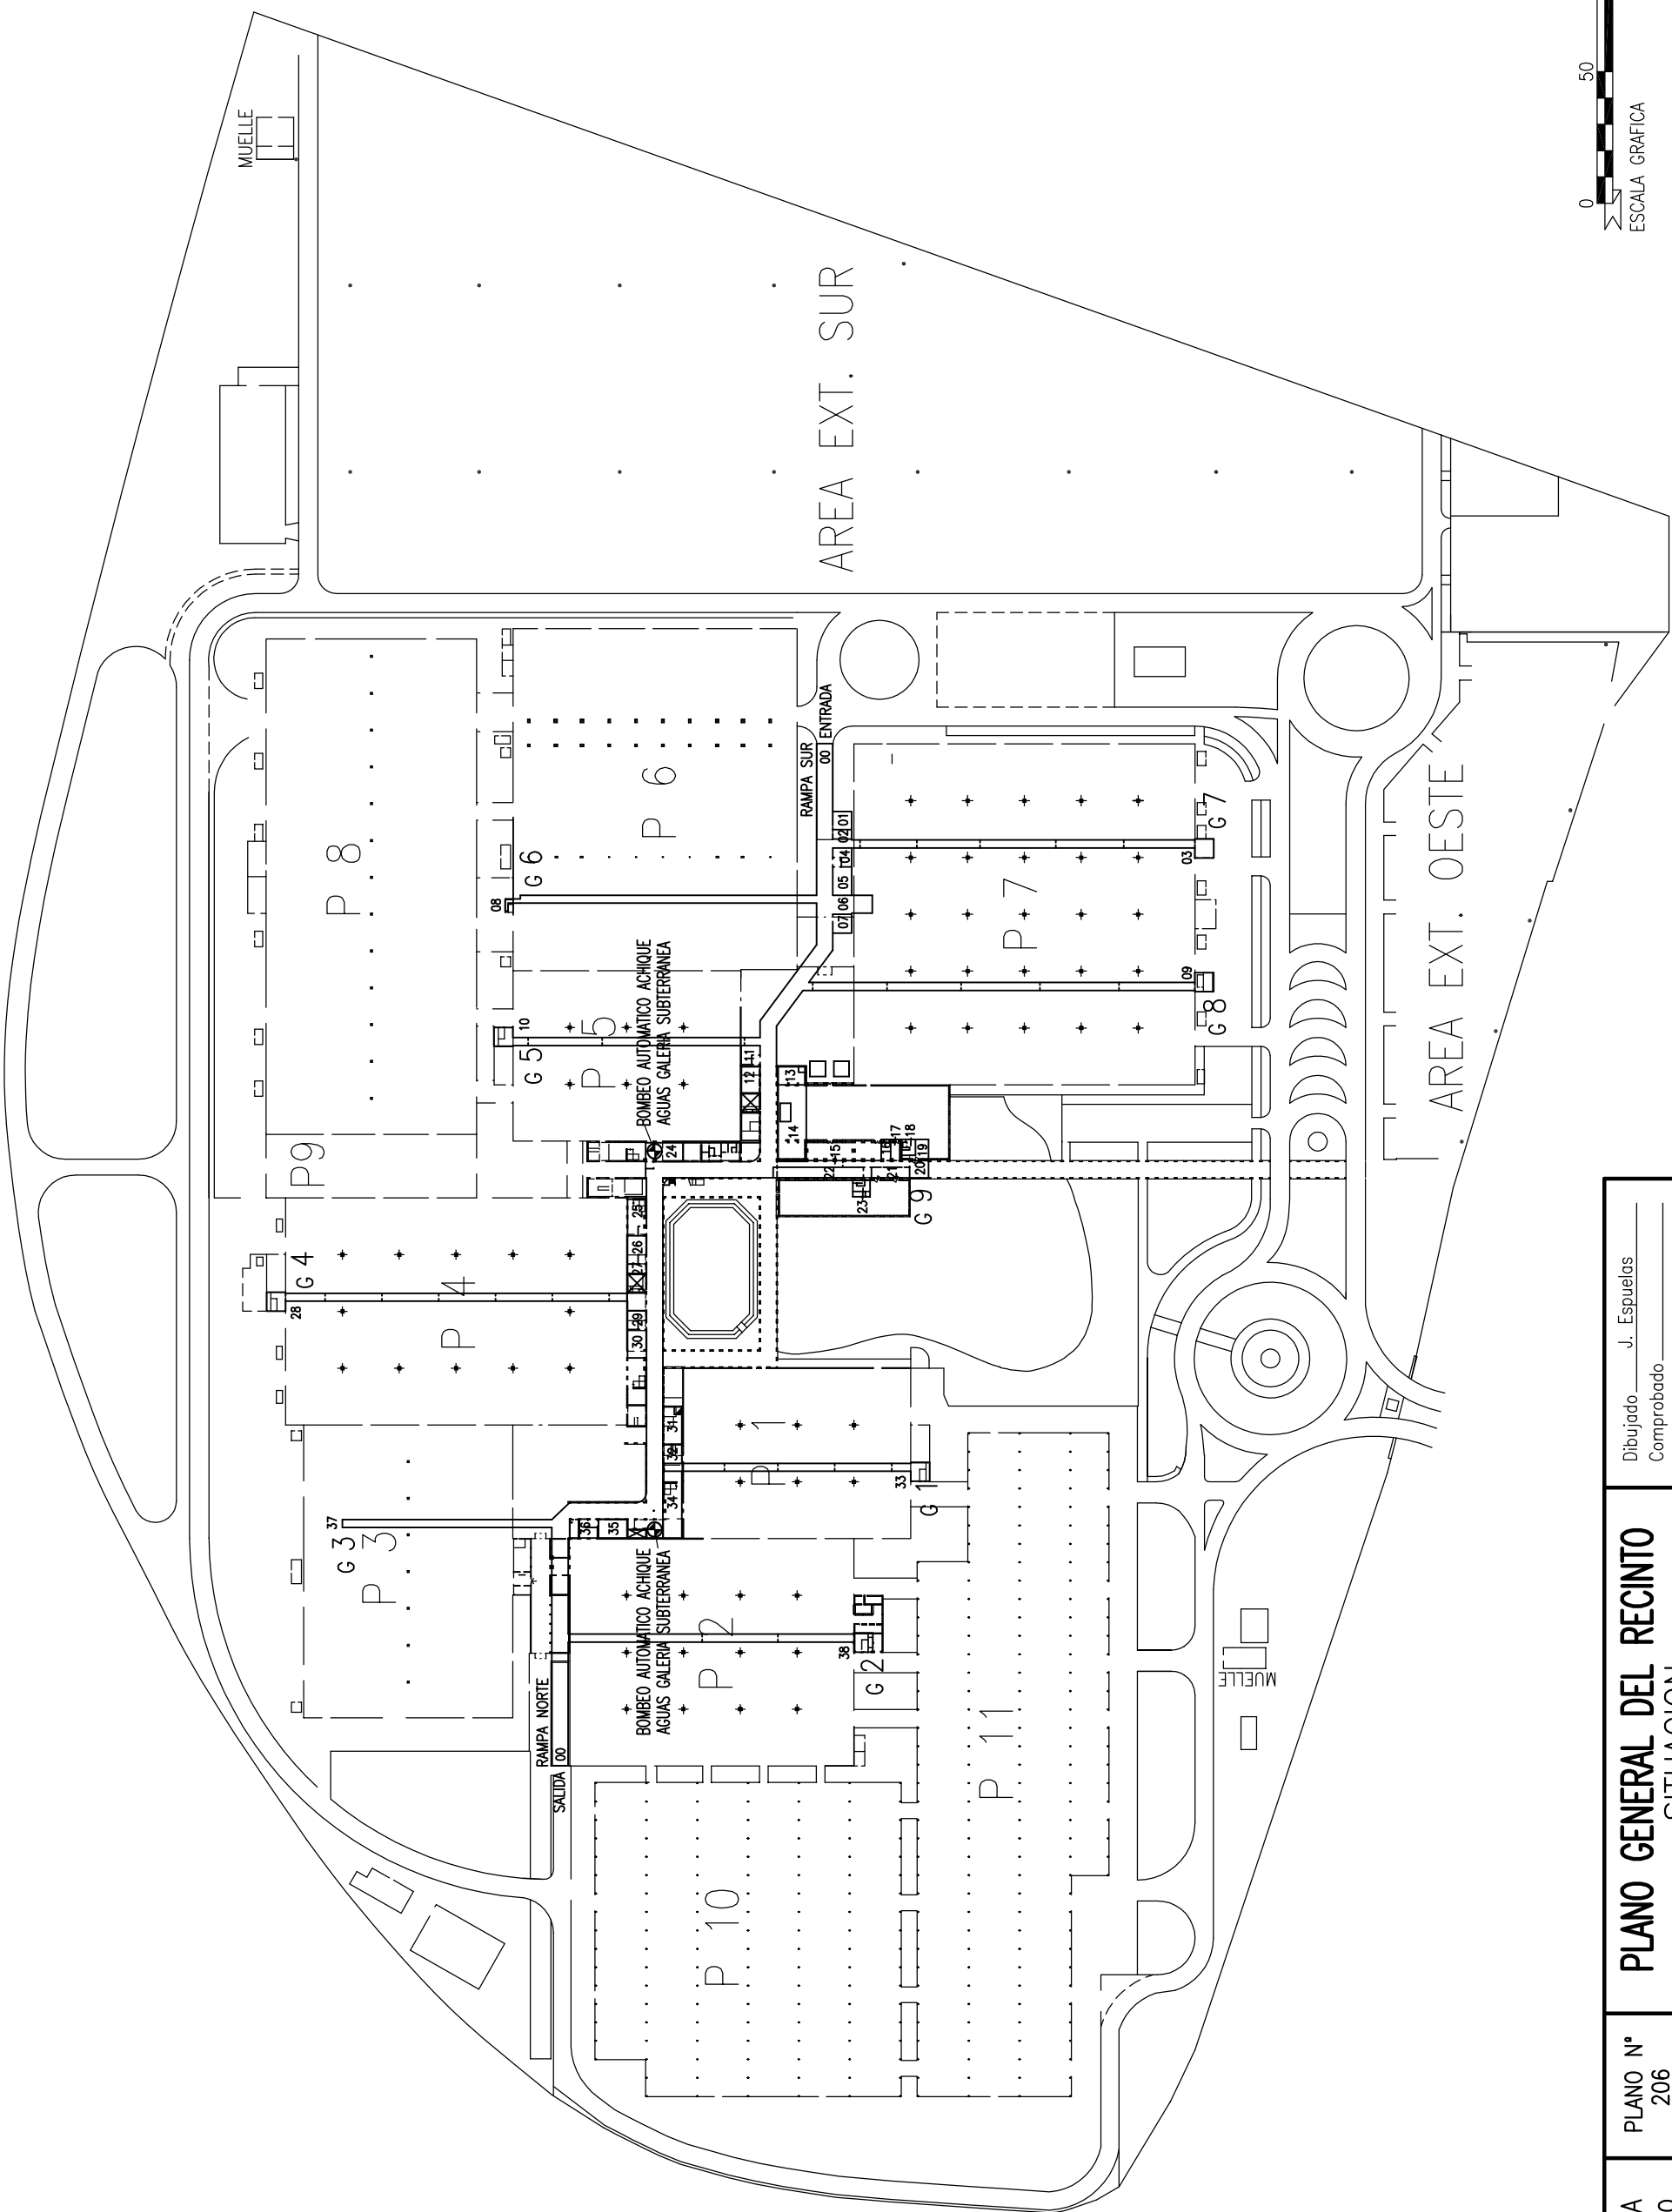 MUELLE
0 50
ESCALA GRAFICA
AREA EXT. SUR
AREA EXT. OESTE
P 8
P 6
P 7
P 5
P9
P 4
P 3
P 1
P 2
P 10
P 11
G 6
G 7
G 8
G 5
G 4
G 9
G 3
G 1
G 2
RAMPA SUR
00 ENTRADA
01
02
03
04
05
06
07
08
09
10
11
12
13
14
15
16
17
18
19
20
21
22
23
24
25
26
27
28
29
30
31
32
33
34
35
36
37
38
BOMBEO AUTOMATICO ACHIQUE
AGUAS GALERIA SUBTERRANEA
BOMBEO AUTOMATICO ACHIQUE
AGUAS GALERIA SUBTERRANEA
RAMPA NORTE
SALIDA 00
MUELLE
PLANO Nº
206
PLANO GENERAL DEL RECINTO
SITUACION
Dibujado J. Espuelas
Comprobado